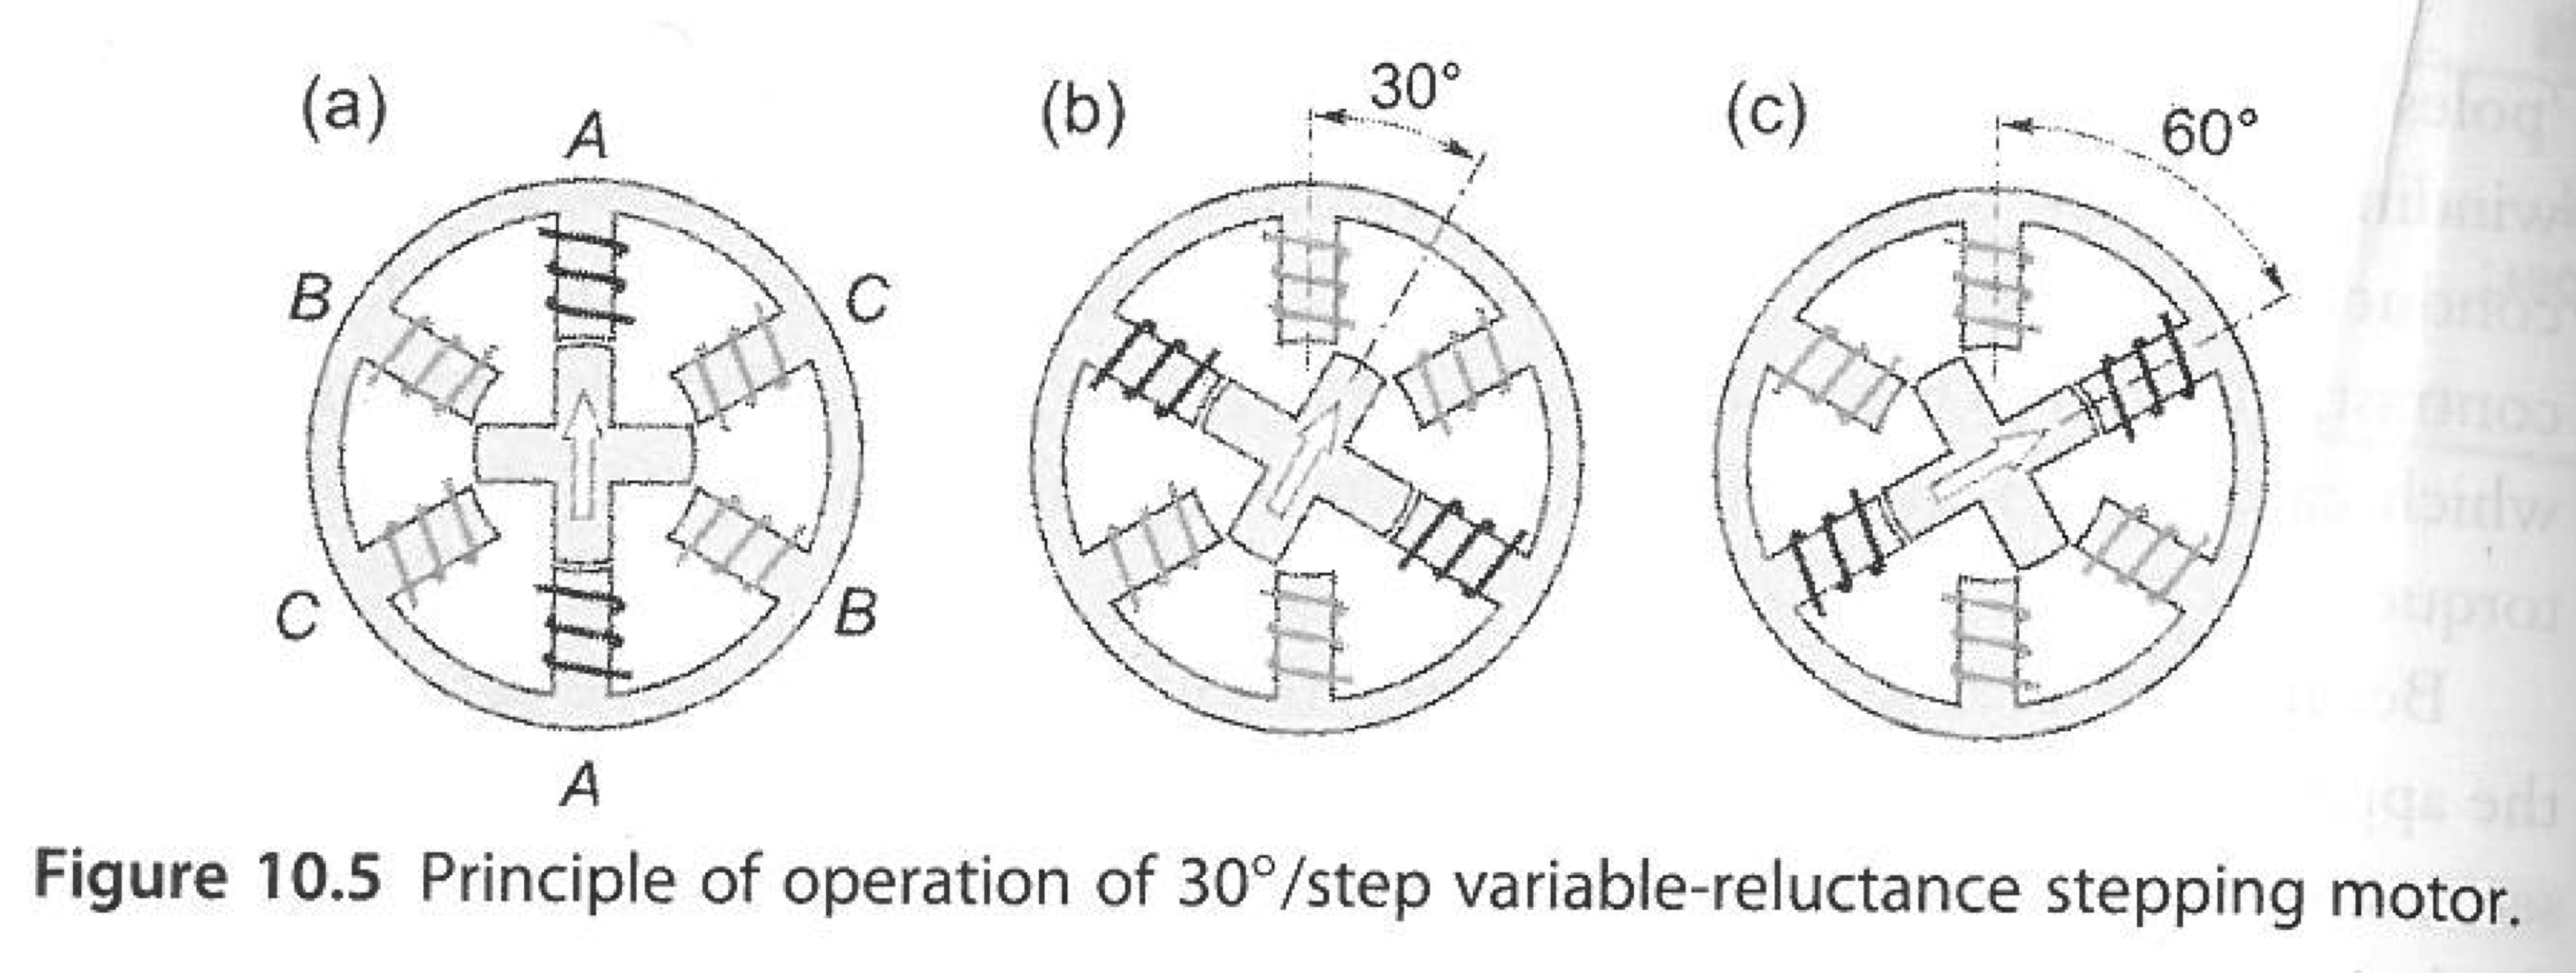 (a)
A
B
C
C
B
A
(b)
30°
(c)
60°
Figure 10.5 Principle of operation of 30°/step variable-reluctance stepping motor.